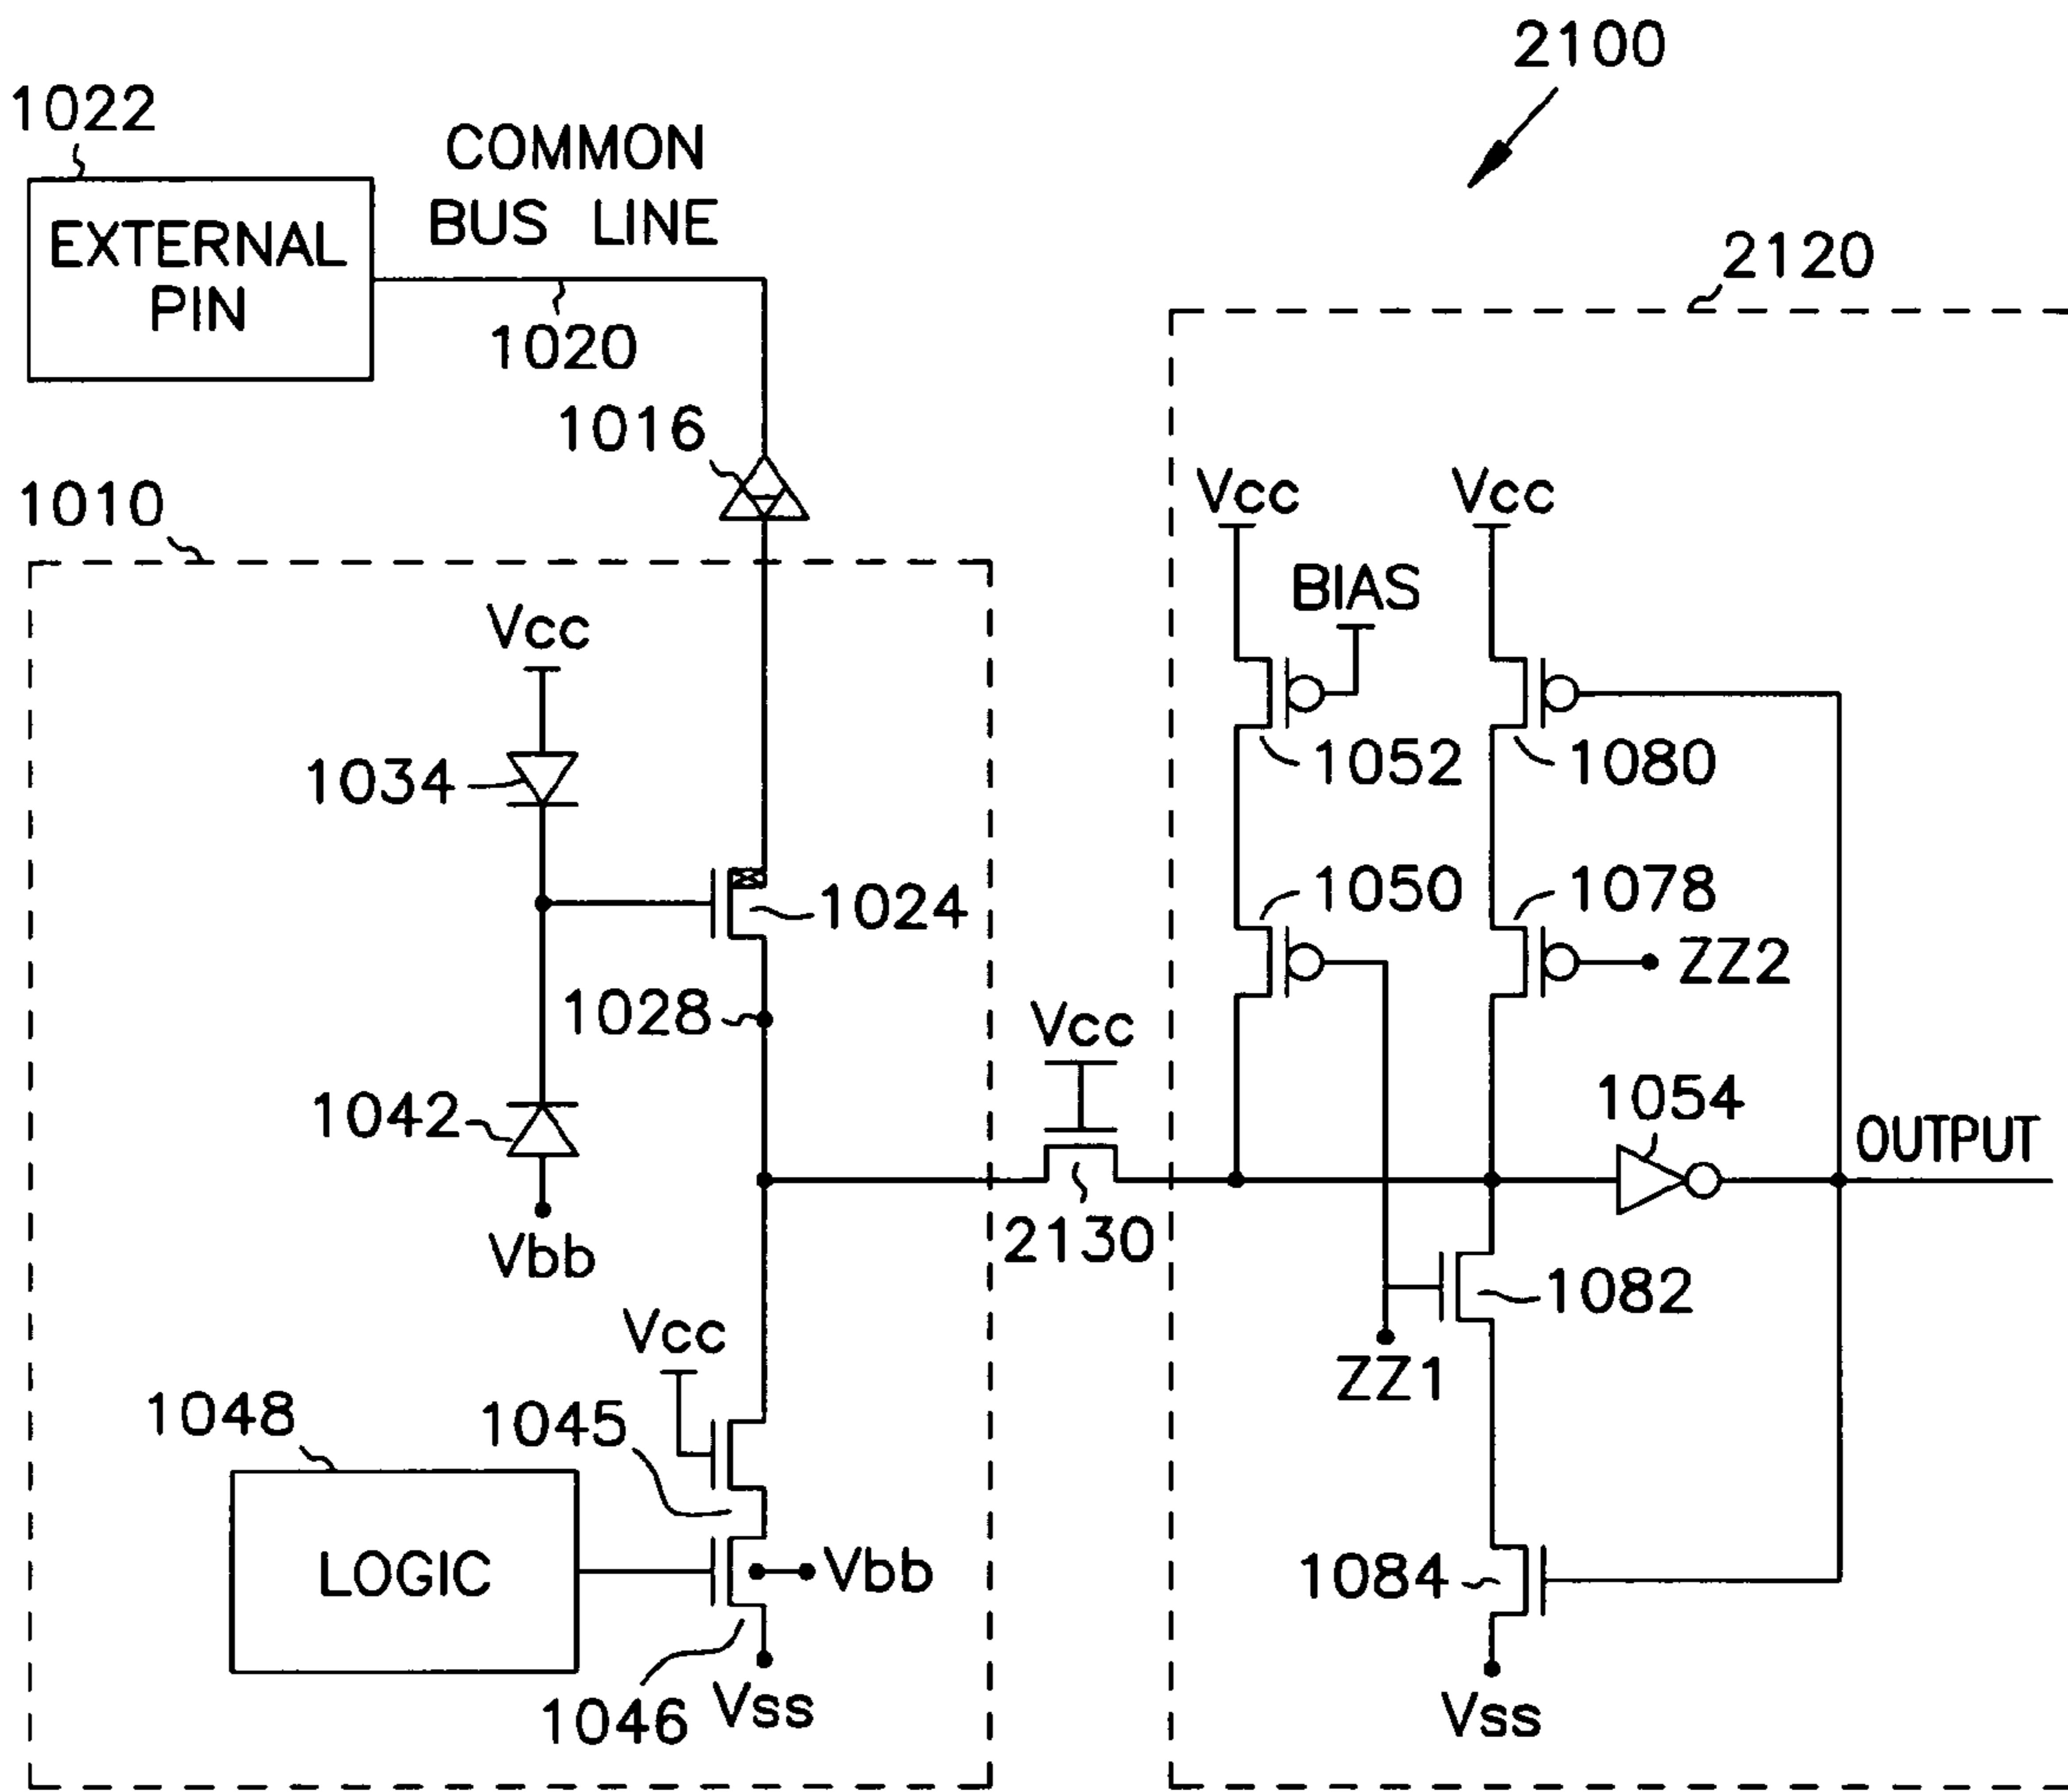 2100
1022
COMMON
BUS LINE
EXTERNAL
PIN
2120
1020
1016
1010
Vcc
Vcc
BIAS
Vcc
1034
1052
1080
1024
1050
1078
ZZ2
1028
Vcc
1042
1054
OUTPUT
2130
Vbb
1082
Vcc
ZZ1
1048
1045
LOGIC
Vbb
1084
1046
Vss
Vss